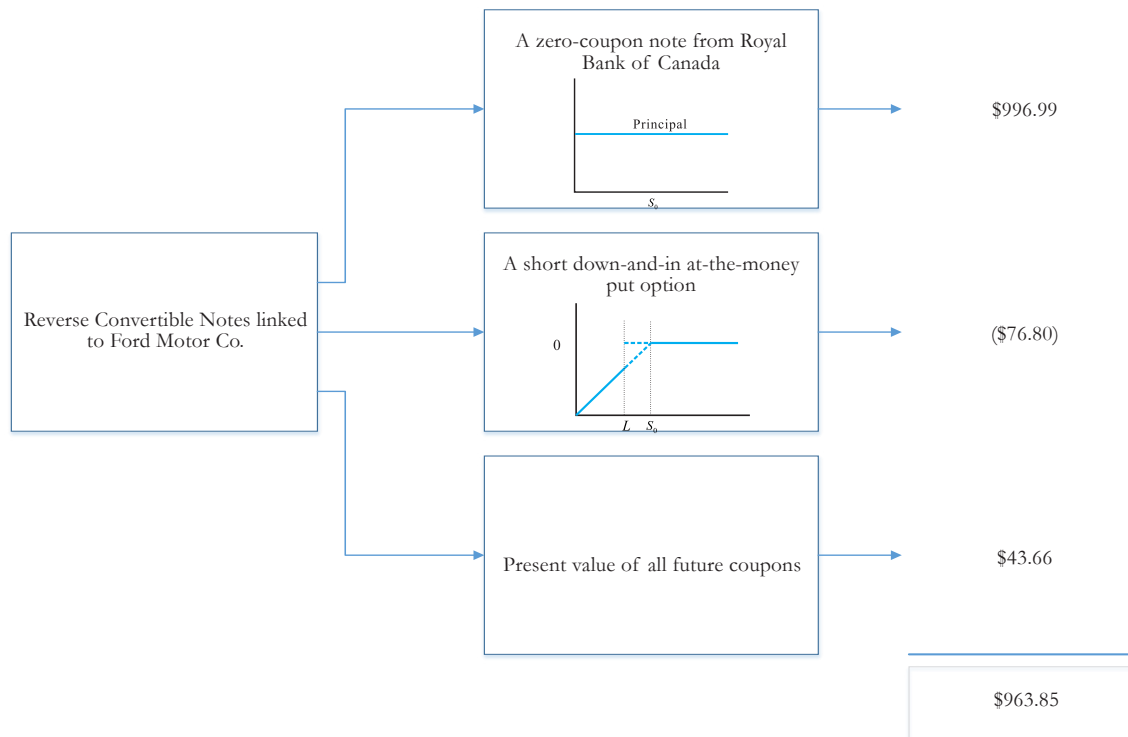 A zero-coupon note from Royal
Bank of Canada
Principal
S₀
$996.99
Reverse Convertible Notes linked
to Ford Motor Co.
A short down-and-in at-the-money
put option
0
L S₀
($76.80)
Present value of all future coupons
$43.66
$963.85